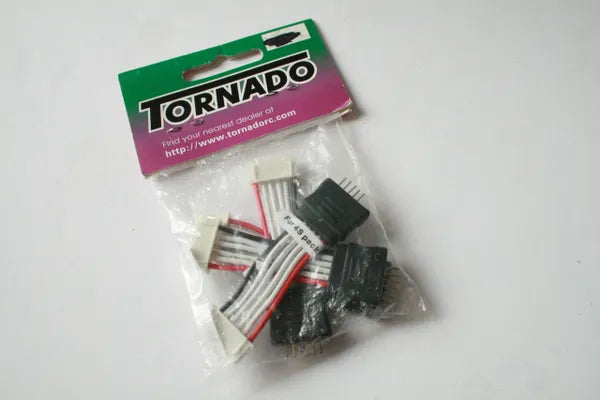 TORNADO
Find your nearest dealer at
http://www.tornadorc.com
For 4S pack